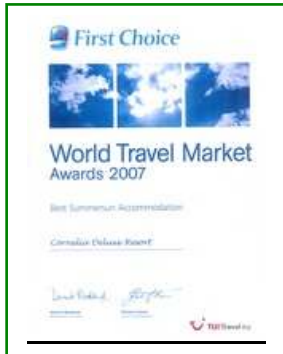 First Choice
World Travel Market
Awards 2007
Best Summersun Accommodation
Cornelia Deluxe Resort
TUI Travel PLC